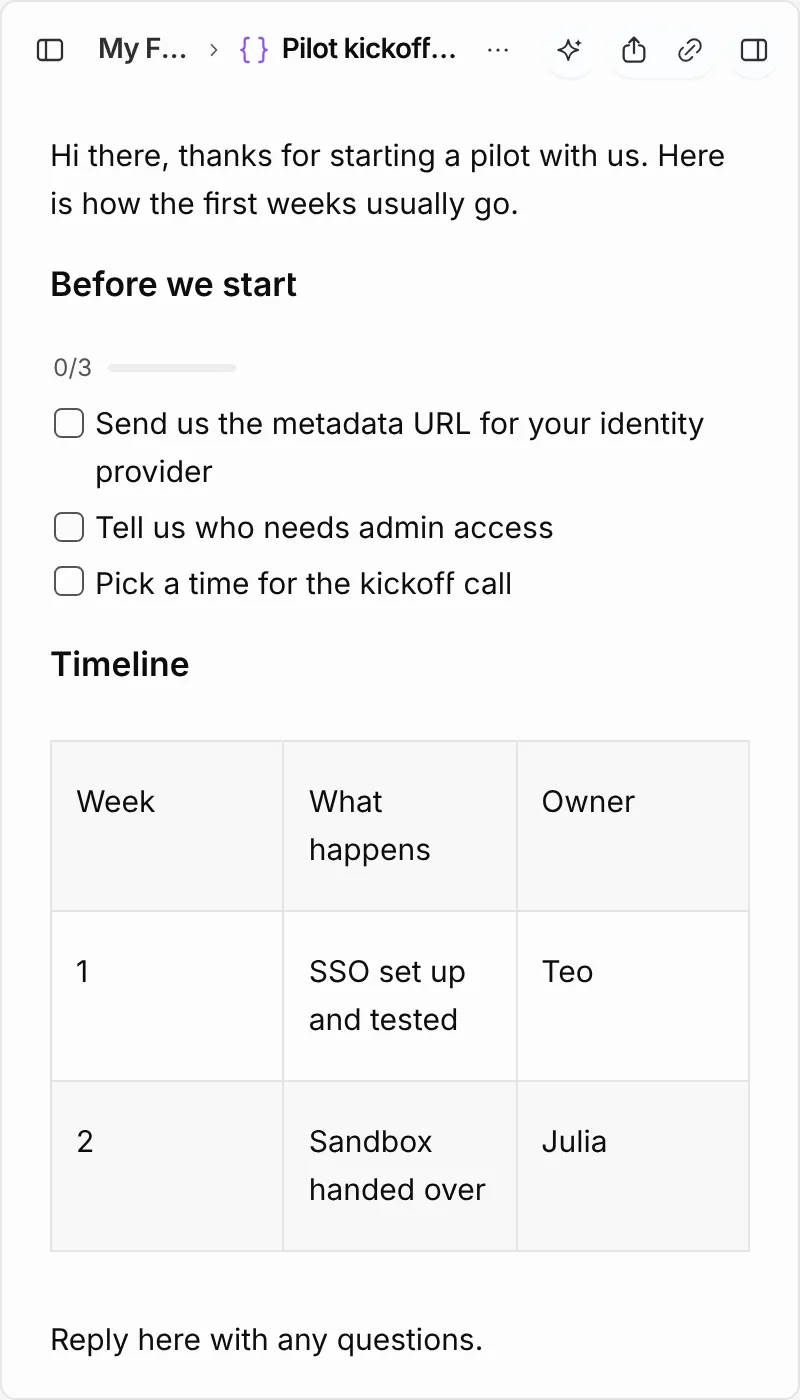 My F... › {} Pilot kickoff... ...
Hi there, thanks for starting a pilot with us. Here
is how the first weeks usually go.
Before we start
0/3
Send us the metadata URL for your identity
provider
Tell us who needs admin access
Pick a time for the kickoff call
Timeline
Week
What
happens
Owner
1
SSO set up
and tested
Teo
2
Sandbox
handed over
Julia
Reply here with any questions.